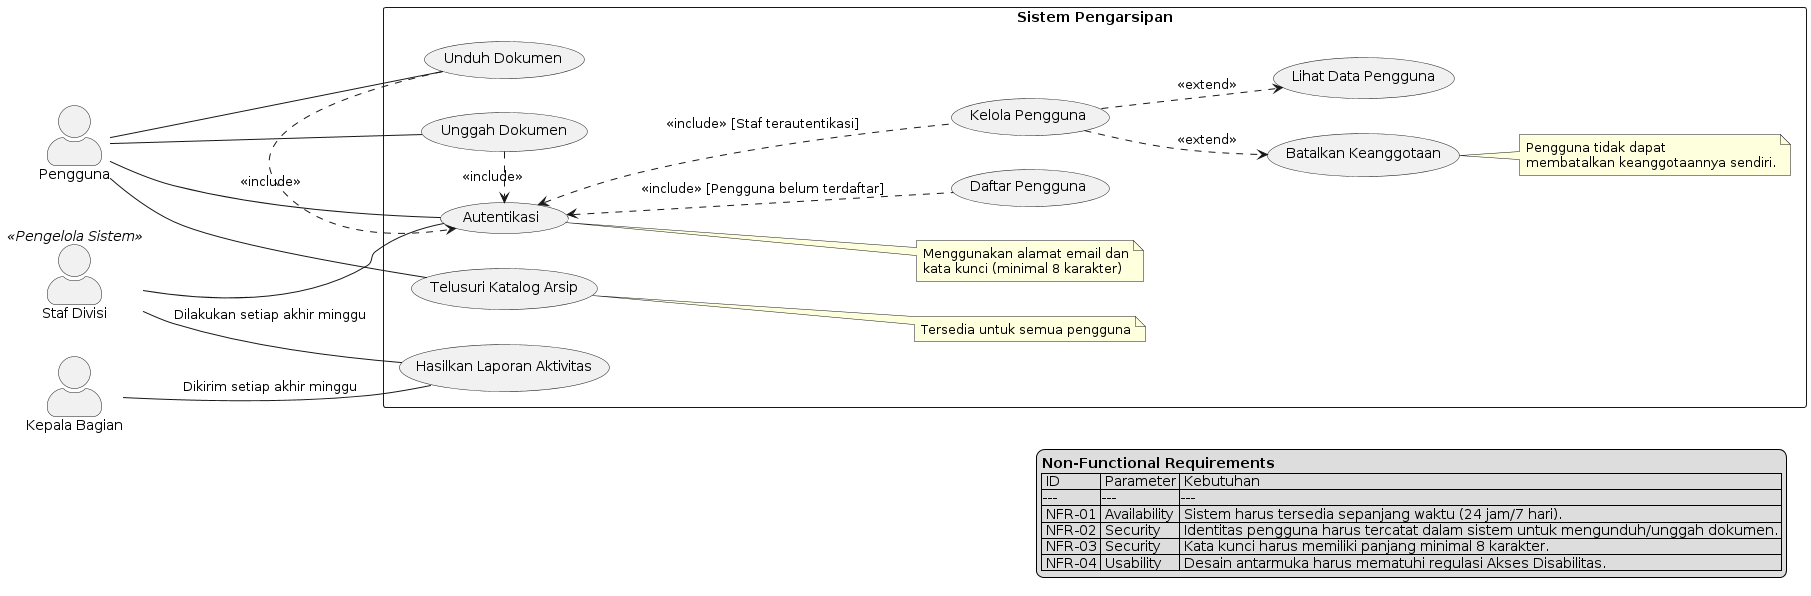 Sistem Pengarsipan
Unduh Dokumen
Lihat Data Pengguna
«extend»
Kelola Pengguna
«include» [Staf terautentikasi]
Unggah Dokumen
«extend»
Batalkan Keanggotaan
Pengguna tidak dapat
membatalkan keanggotaannya sendiri.
Pengguna
«include»
«include»
«include» [Pengguna belum terdaftar]
Daftar Pengguna
Autentikasi
«Pengelola Sistem»
Staf Divisi
Menggunakan alamat email dan
kata kunci (minimal 8 karakter)
Telusuri Katalog Arsip
Dilakukan setiap akhir minggu
Tersedia untuk semua pengguna
Hasilkan Laporan Aktivitas
Dikirim setiap akhir minggu
Kepala Bagian
Non-Functional Requirements
ID Parameter Kebutuhan
--- --- ---
NFR-01 Availability Sistem harus tersedia sepanjang waktu (24 jam/7 hari).
NFR-02 Security Identitas pengguna harus tercatat dalam sistem untuk mengunduh/unggah dokumen.
NFR-03 Security Kata kunci harus memiliki panjang minimal 8 karakter.
NFR-04 Usability Desain antarmuka harus mematuhi regulasi Akses Disabilitas.